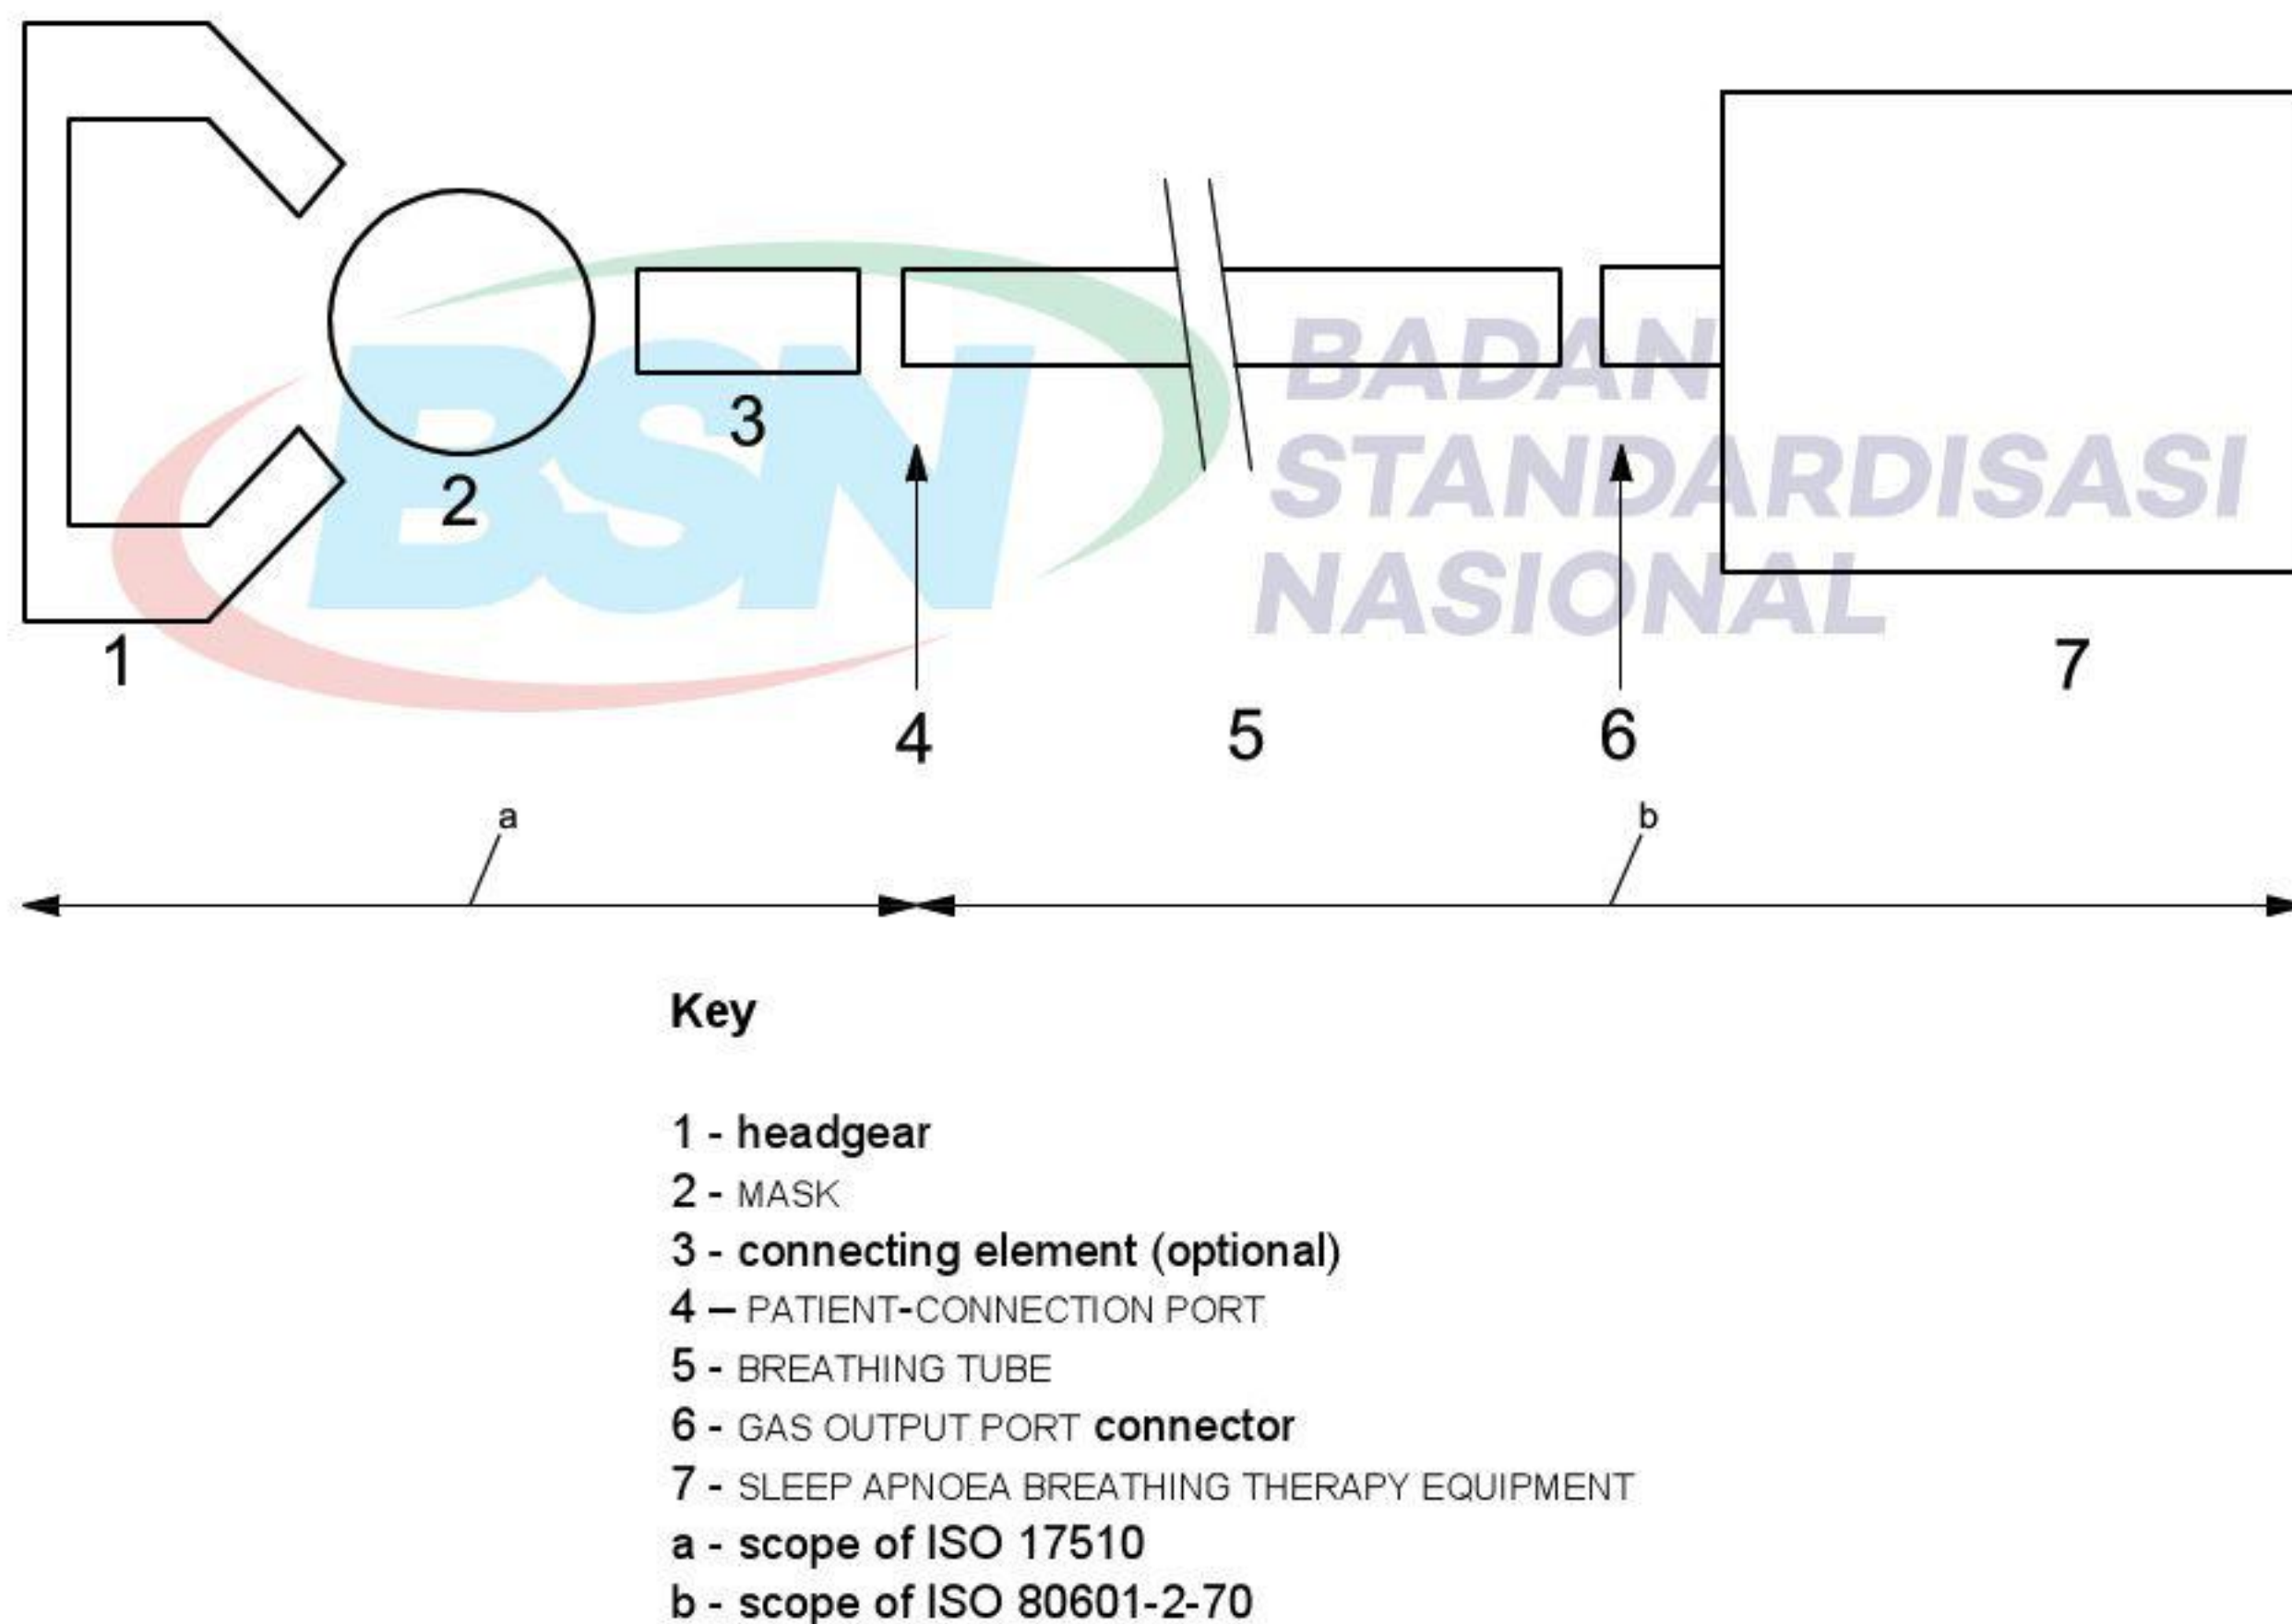 BSN
BADAN
STANDARDISASI
NASIONAL
1
2
3
4
5
6
7
a
b
Key
1 - headgear
2 - MASK
3 - connecting element (optional)
4 – PATIENT-CONNECTION PORT
5 - BREATHING TUBE
6 - GAS OUTPUT PORT connector
7 - SLEEP APNOEA BREATHING THERAPY EQUIPMENT
a - scope of ISO 17510
b - scope of ISO 80601-2-70